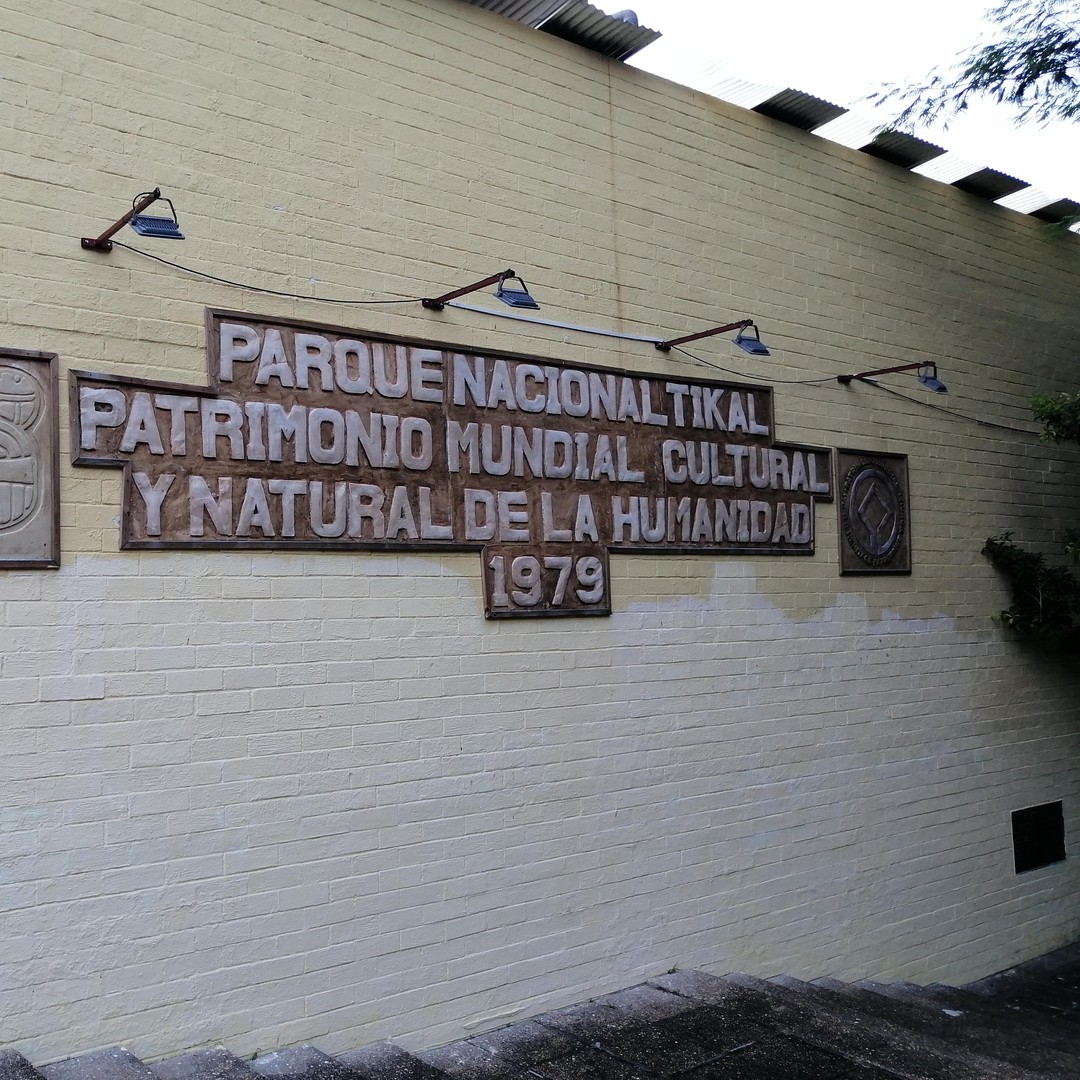 PARQUE NACIONAL TIKAL
PATRIMONIO MUNDIAL CULTURAL
Y NATURAL DE LA HUMANIDAD
1979